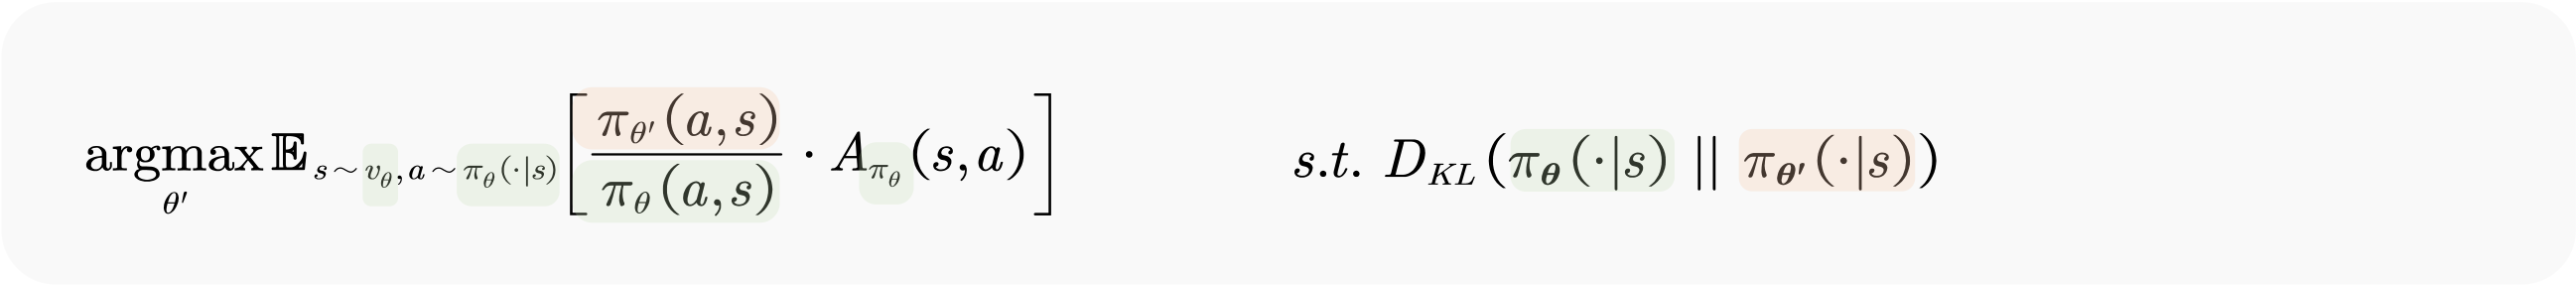 argmax_{θ′} 𝔼_{s∼v_θ, a∼π_θ(·|s)} [ π_{θ′}(a, s) / π_θ(a, s) · A_{π_θ}(s, a) ] s.t. D_{KL}(π_θ(·|s) || π_{θ′}(·|s))